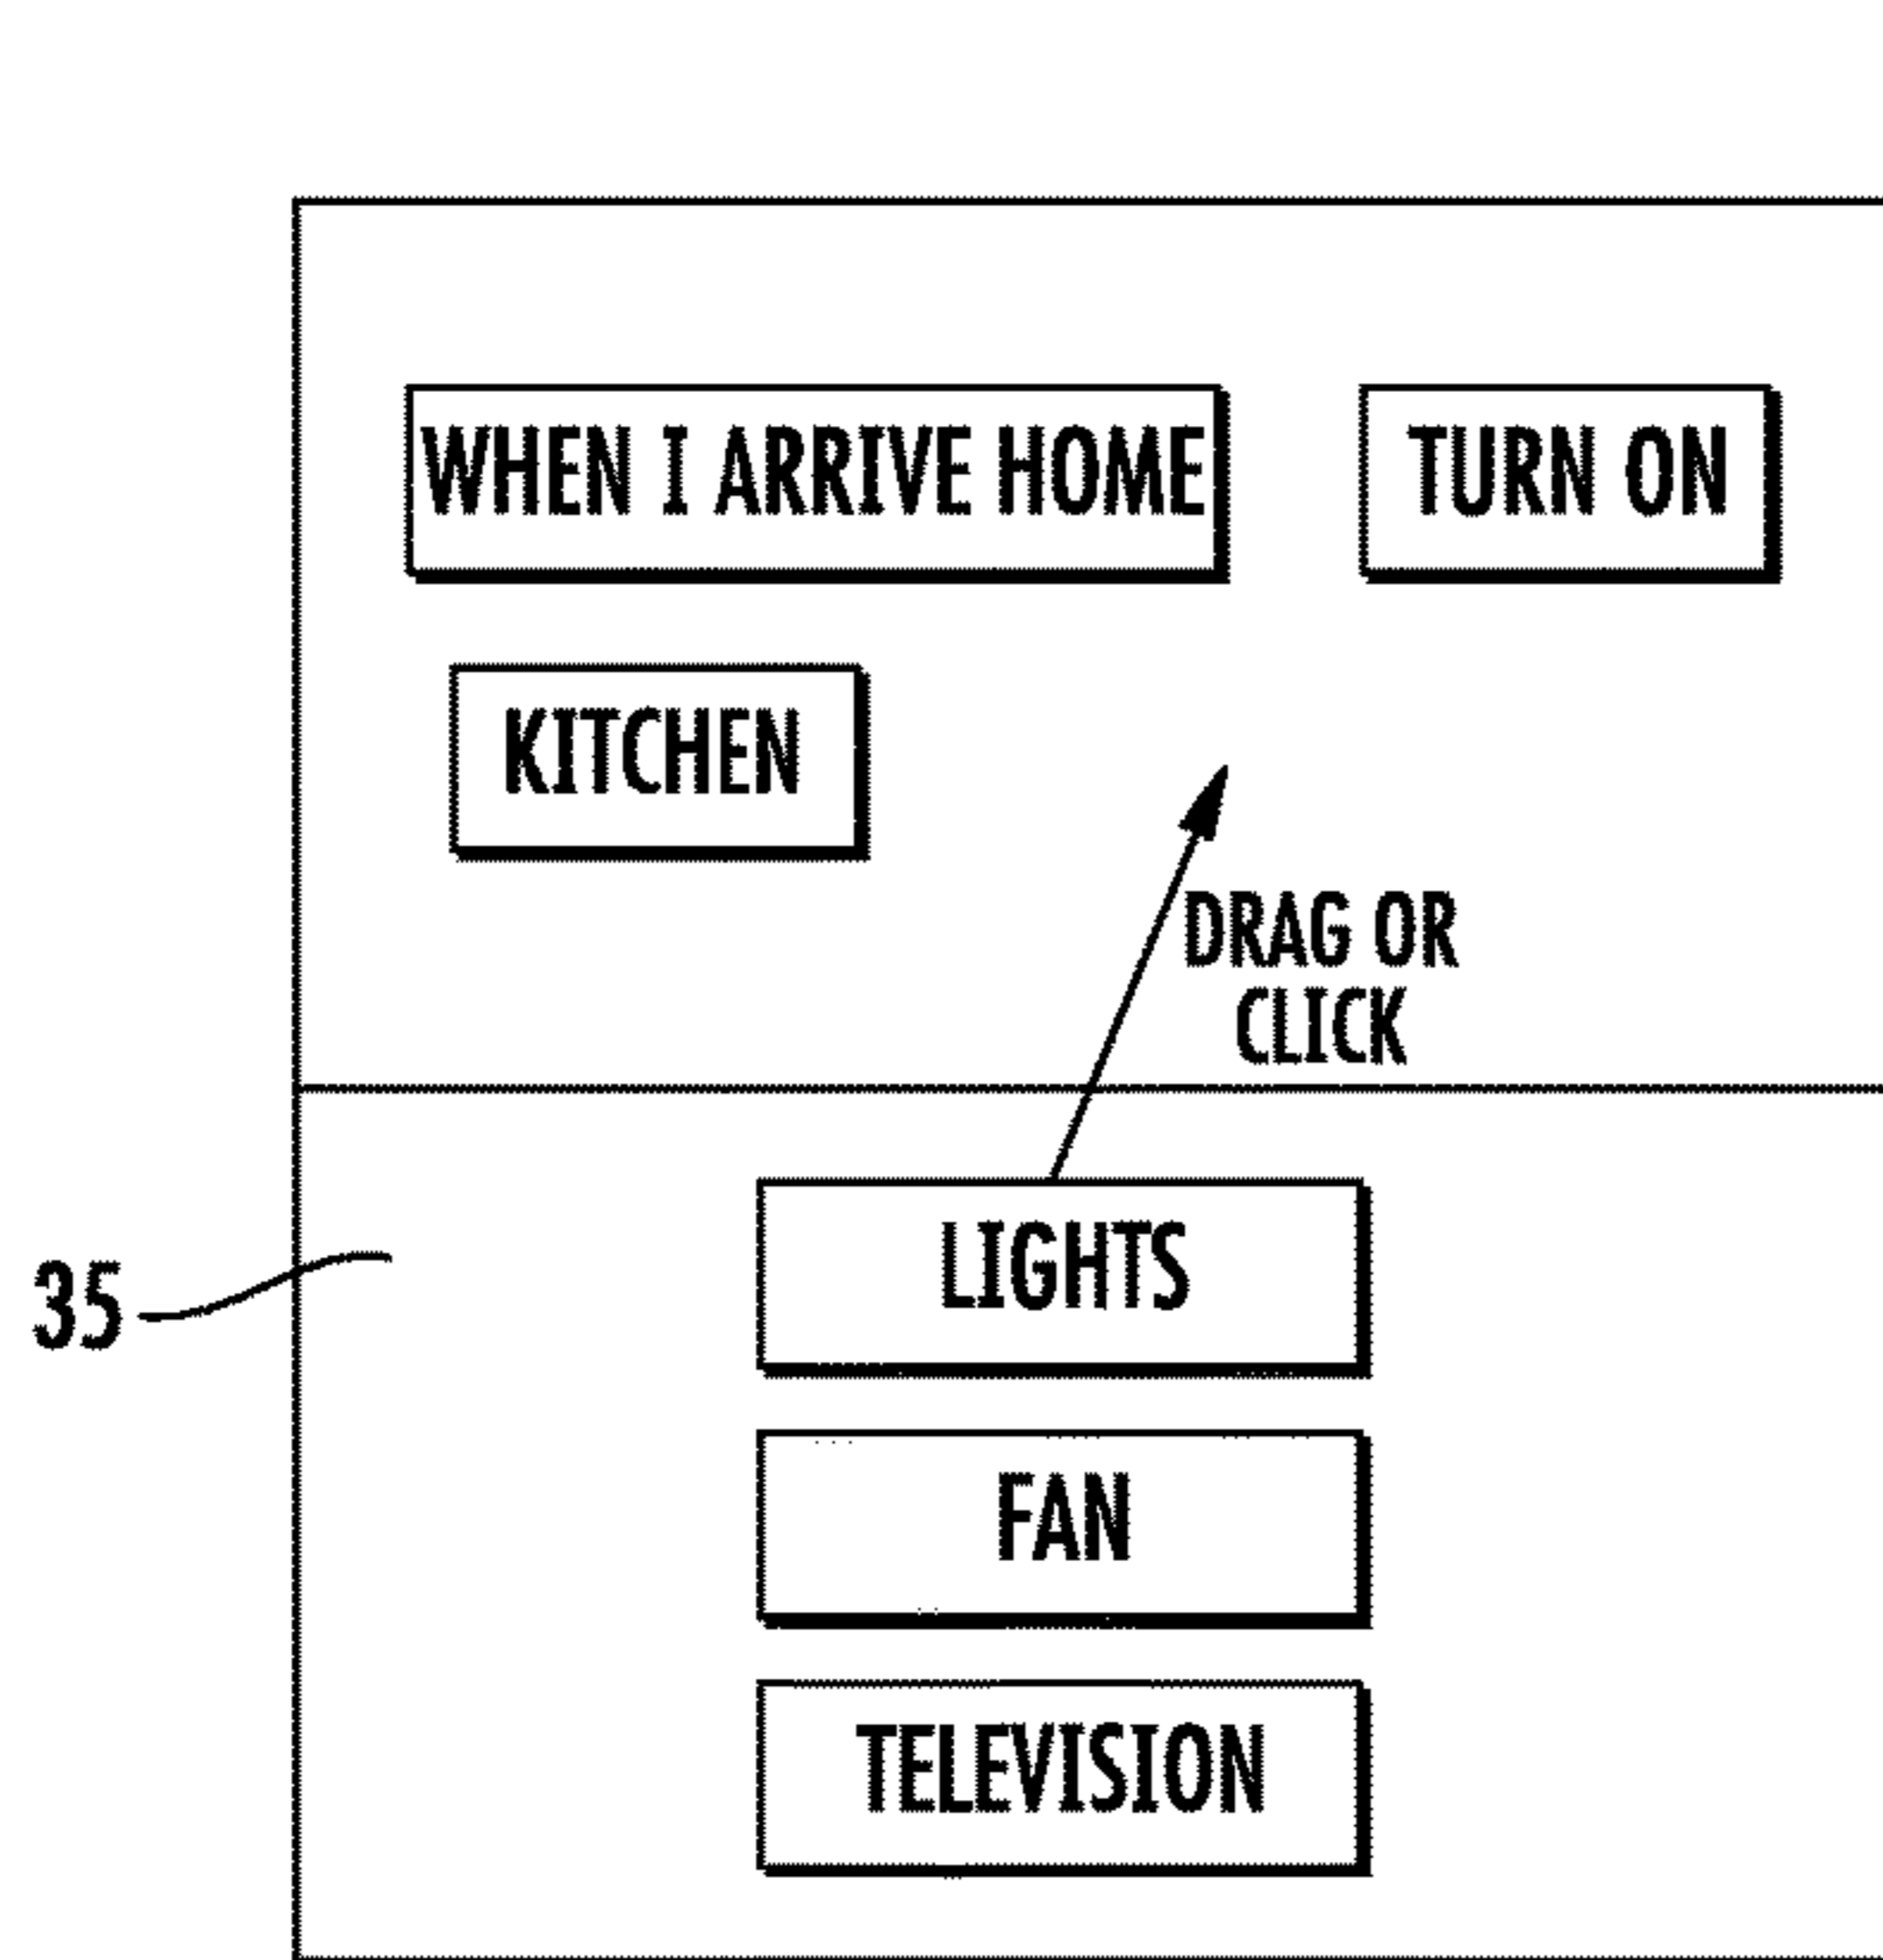 WHEN I ARRIVE HOME
TURN ON
KITCHEN
DRAG OR
CLICK
LIGHTS
35
FAN
TELEVISION